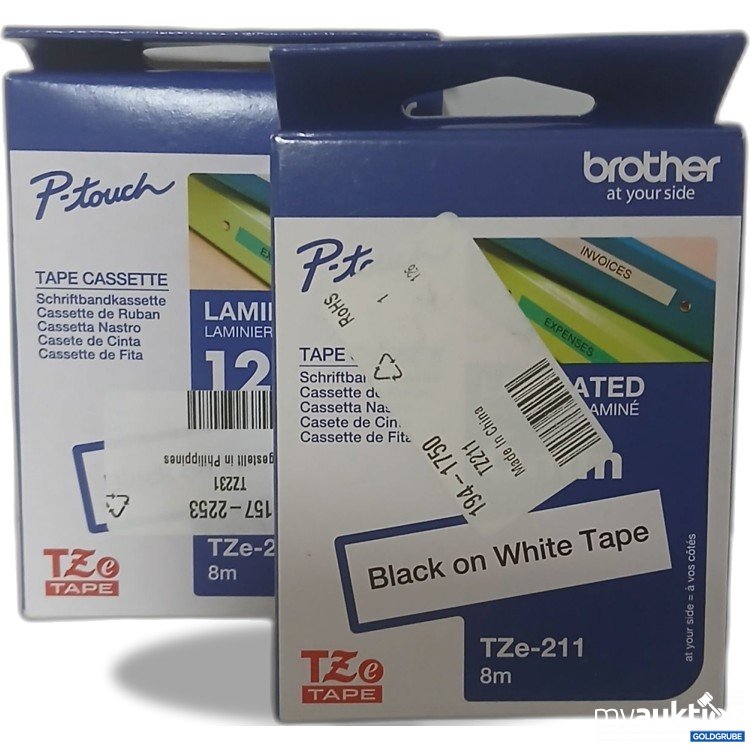 P-touch
TAPE CASSETTE
Schriftbandkassette
Cassette de Ruban
Cassetta Nastro
Casete de Cinta
Cassette de Fita
LAMI
LAMINIER
12
gestellt in Philippines
TZ231
157-2253
TZe-2
8m
TZe
TAPE
brother
at your side
P-to
INVOICES
EXPENSES
RoHS
1
TAPE
Schriftba
Cassette de
Cassetta Nas
Casete de Cin
Cassette de Fita
ATED
AMINÉ
m
Made In China
TZ211
194-1750
Black on White Tape
TZe-211
8m
at your side = à vos côtés
TZe
TAPE
myauktion
GOLDGRUBE